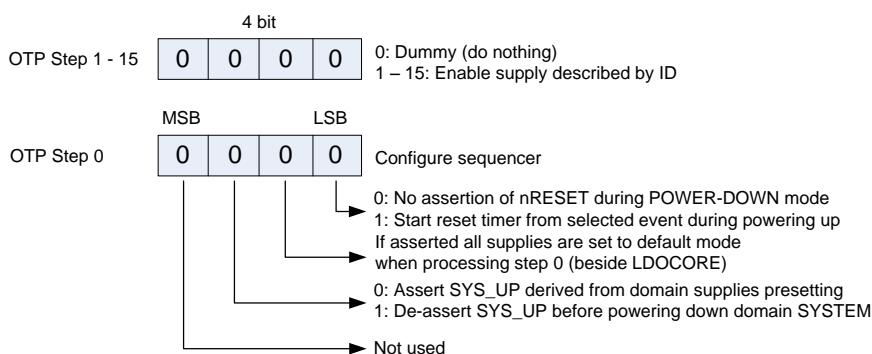 4 bit
OTP Step 1 - 15
0 0 0 0
0: Dummy (do nothing)
1 – 15: Enable supply described by ID
MSB LSB
OTP Step 0
0 0 0 0
Configure sequencer
0: No assertion of nRESET during POWER-DOWN mode
1: Start reset timer from selected event during powering up
If asserted all supplies are set to default mode
when processing step 0 (beside LDOCORE)
0: Assert SYS_UP derived from domain supplies presetting
1: De-assert SYS_UP before powering down domain SYSTEM
Not used